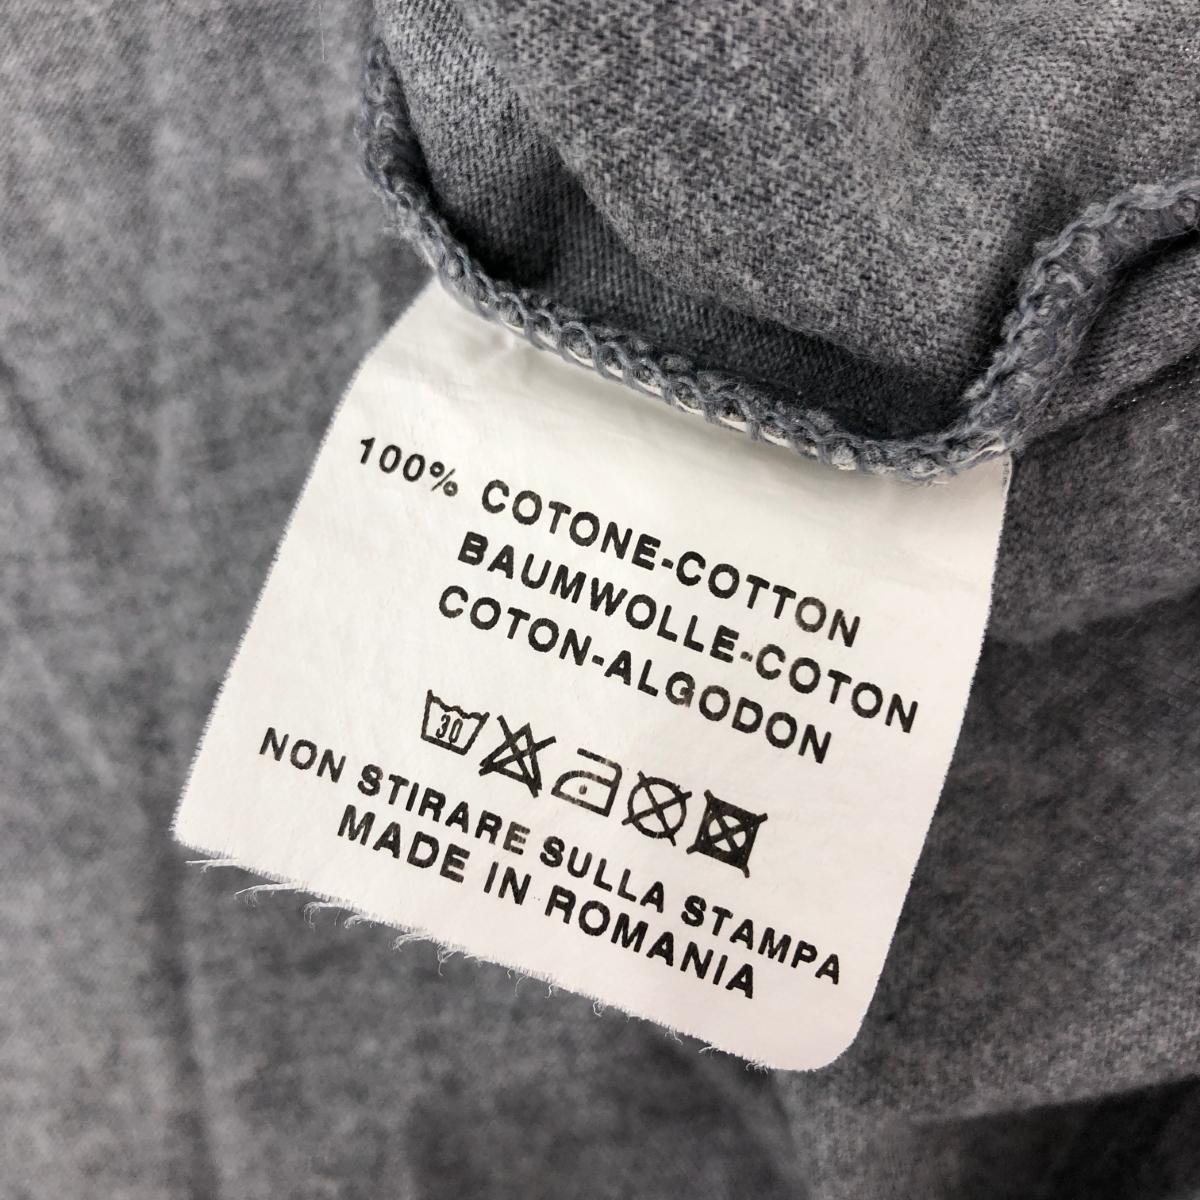 100% COTONE-COTTON
BAUMWOLLE-COTON
COTON-ALGODON
30
NON STIRARE SULLA STAMPA
MADE IN ROMANIA